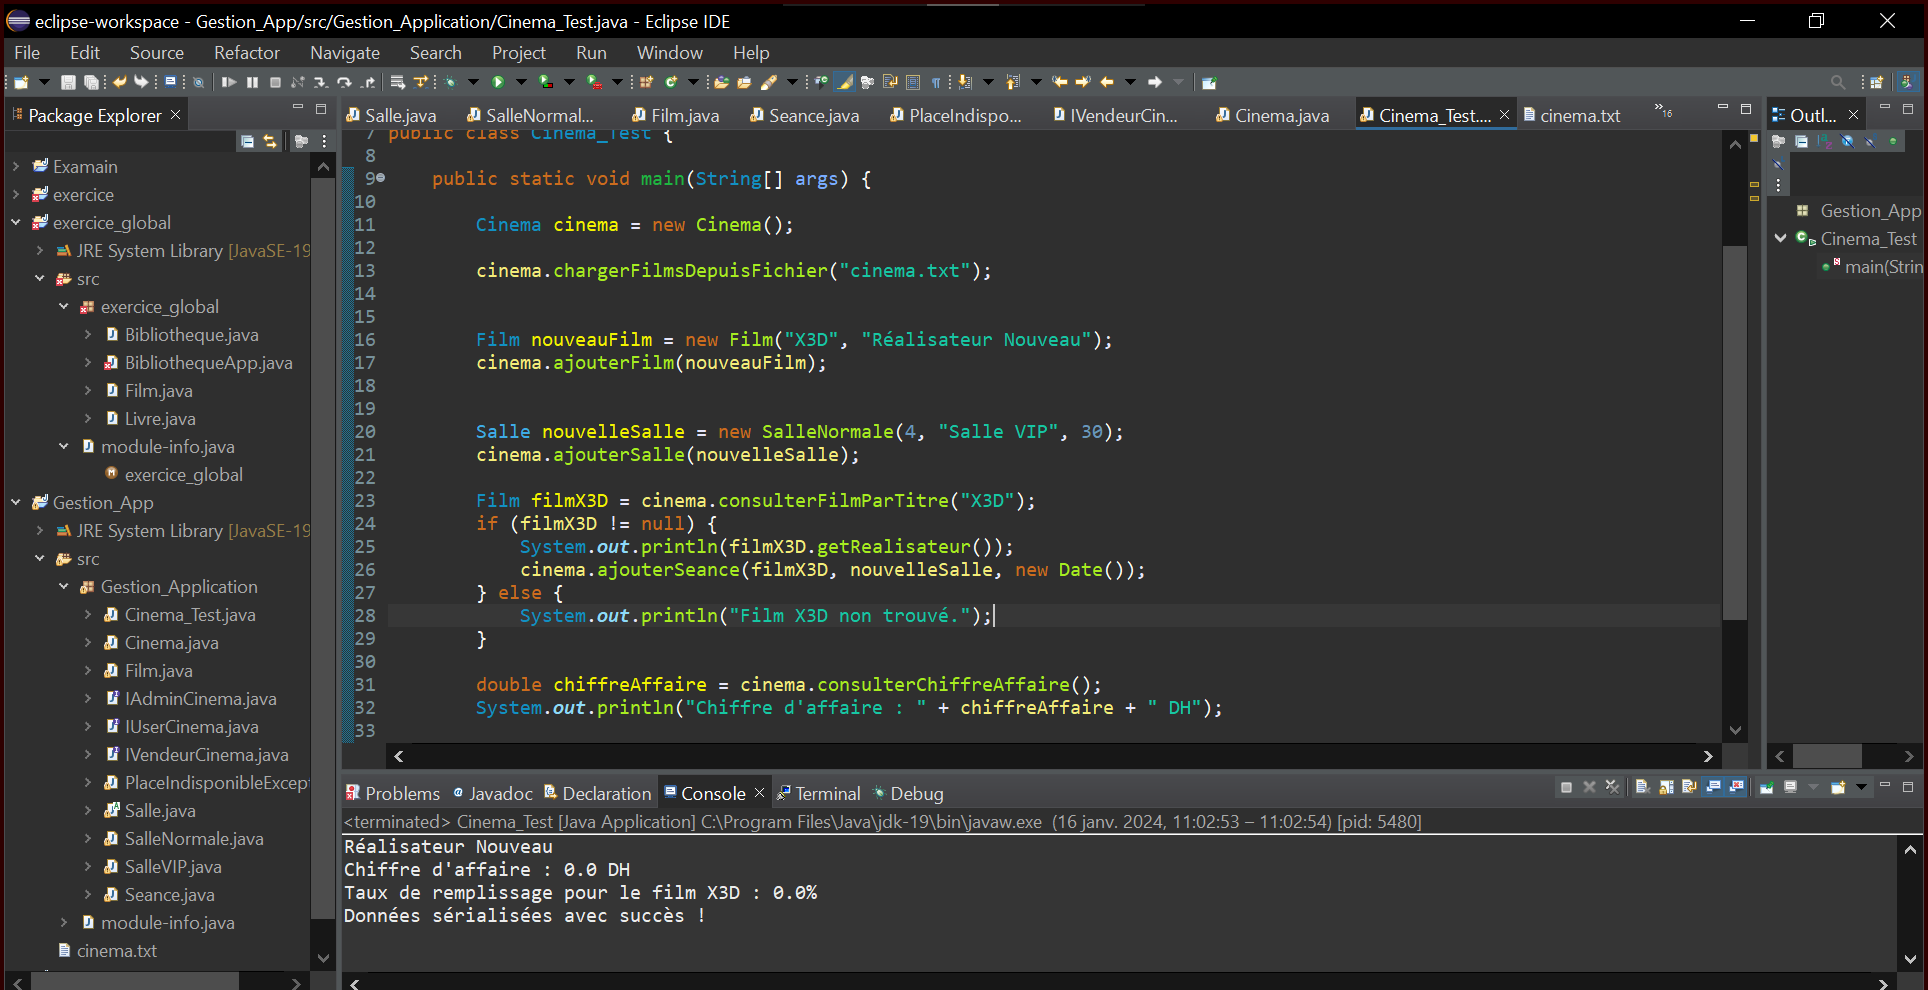 eclipse-workspace - Gestion_App/src/Gestion_Application/Cinema_Test.java - Eclipse IDE
File Edit Source Refactor Navigate Search Project Run Window Help
Package Explorer
Examain
exercice
exercice_global
JRE System Library [JavaSE-19
src
exercice_global
Bibliotheque.java
BibliothequeApp.java
Film.java
Livre.java
module-info.java
exercice_global
Gestion_App
JRE System Library [JavaSE-19
src
Gestion_Application
Cinema_Test.java
Cinema.java
Film.java
IAdminCinema.java
IUserCinema.java
IVendeurCinema.java
PlaceIndisponibleExcept
Salle.java
SalleNormale.java
SalleVIP.java
Seance.java
module-info.java
cinema.txt
Salle.java SalleNormal... Film.java Seance.java PlaceIndispo... IVendeurCin... Cinema.java Cinema_Test.... cinema.txt »16
7 public class Cinema_Test {
8
9 public static void main(String[] args) {
10
11 Cinema cinema = new Cinema();
12
13 cinema.chargerFilmsDepuisFichier("cinema.txt");
14
15
16 Film nouveauFilm = new Film("X3D", "Réalisateur Nouveau");
17 cinema.ajouterFilm(nouveauFilm);
18
19
20 Salle nouvelleSalle = new SalleNormale(4, "Salle VIP", 30);
21 cinema.ajouterSalle(nouvelleSalle);
22
23 Film filmX3D = cinema.consulterFilmParTitre("X3D");
24 if (filmX3D != null) {
25 System.out.println(filmX3D.getRealisateur());
26 cinema.ajouterSeance(filmX3D, nouvelleSalle, new Date());
27 } else {
28 System.out.println("Film X3D non trouvé.");
29 }
30
31 double chiffreAffaire = cinema.consulterChiffreAffaire();
32 System.out.println("Chiffre d'affaire : " + chiffreAffaire + " DH");
33
Outl...
Gestion_App
Cinema_Test
main(Strin
Problems Javadoc Declaration Console Terminal Debug
<terminated> Cinema_Test [Java Application] C:\Program Files\Java\jdk-19\bin\javaw.exe (16 janv. 2024, 11:02:53 – 11:02:54) [pid: 5480]
Réalisateur Nouveau
Chiffre d'affaire : 0.0 DH
Taux de remplissage pour le film X3D : 0.0%
Données sérialisées avec succès !